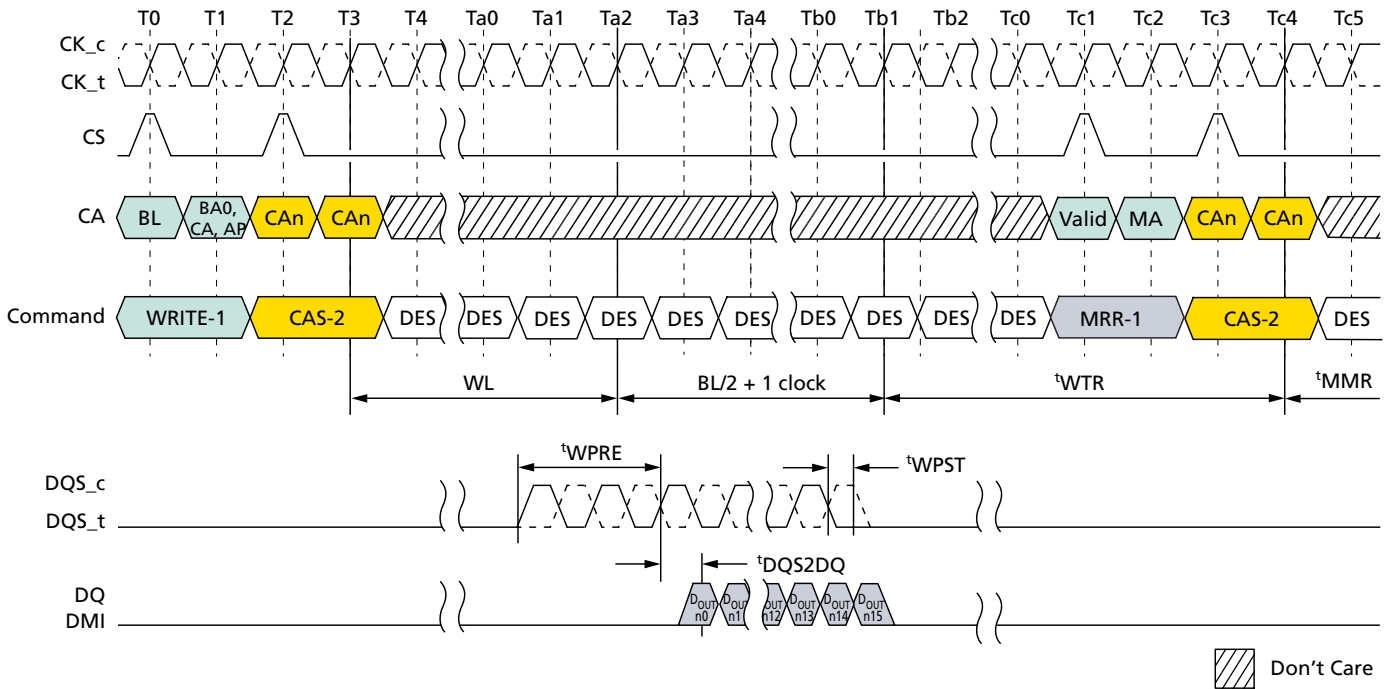 T0 T1 T2 T3 T4 Ta0 Ta1 Ta2 Ta3 Ta4 Tb0 Tb1 Tb2 Tc0 Tc1 Tc2 Tc3 Tc4 Tc5
CK_c
CK_t
CS
CA BL BA0, CA, AP CAn CAn Valid MA CAn CAn
Command WRITE-1 CAS-2 DES DES DES DES DES DES DES DES DES DES MRR-1 CAS-2 DES
WL BL/2 + 1 clock tWTR tMMR
tWPRE tWPST
DQS_c
DQS_t
tDQS2DQ
DQ
DMI
DOUT n0 DOUT n1 DOUT n12 DOUT n13 DOUT n14 DOUT n15
Don't Care